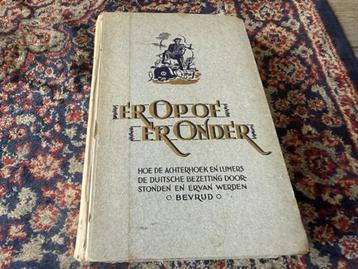 ER OP OF
ER ONDER
HOE DE ACHTERHOEK EN LIJMERS
DE DUITSCHE BEZETTING DOOR-
STONDEN EN ERVAN WERDEN
BEVRIJD